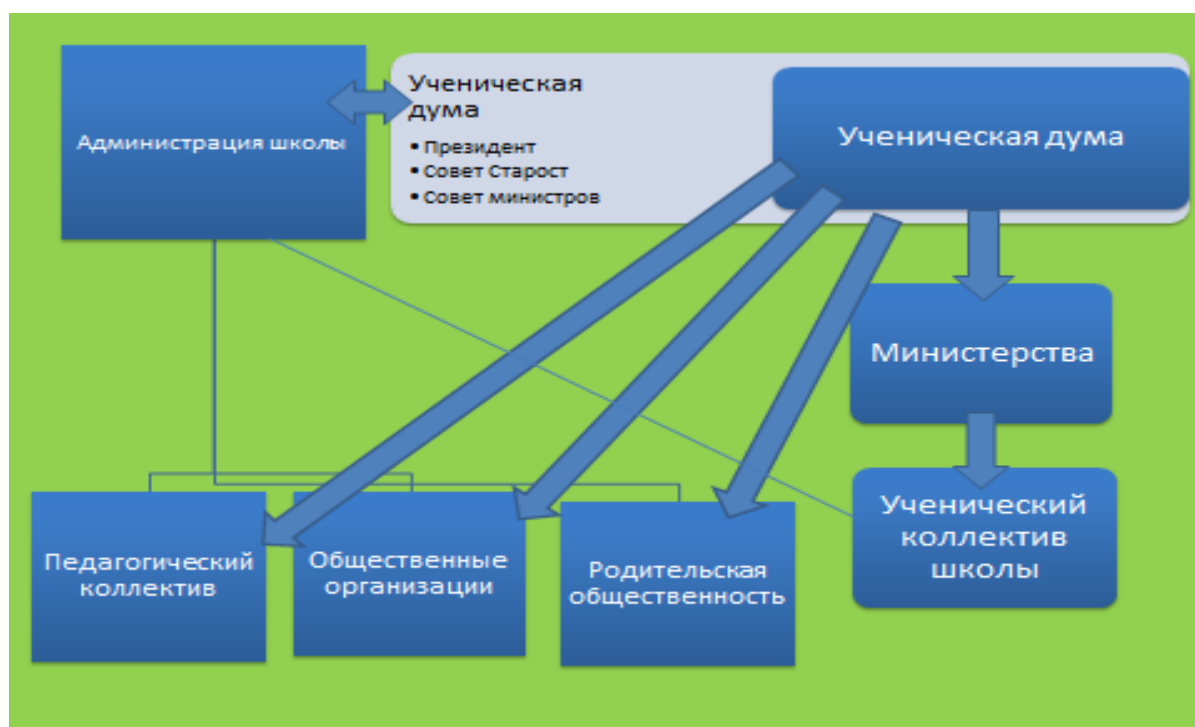 Администрация школы
Ученическая
дума
• Президент
• Совет Старост
• Совет министров
Ученическая дума
Министерства
Ученический
коллектив
школы
Педагогический
коллектив
Общественные
организации
Родительская
общественность